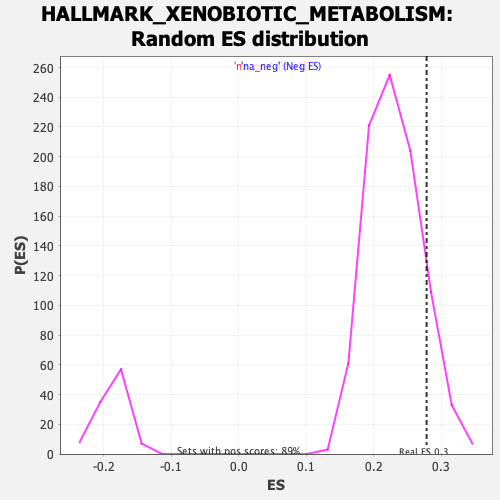 HALLMARK_XENOBIOTIC_METABOLISM:
Random ES distribution
'na_neg' (Neg ES)
260
240
220
200
180
160
140
120
100
80
60
40
20
0
P(ES)
Sets with pos scores: 89%
Real ES 0.3
-0.2 -0.1 0.0 0.1 0.2 0.3
ES